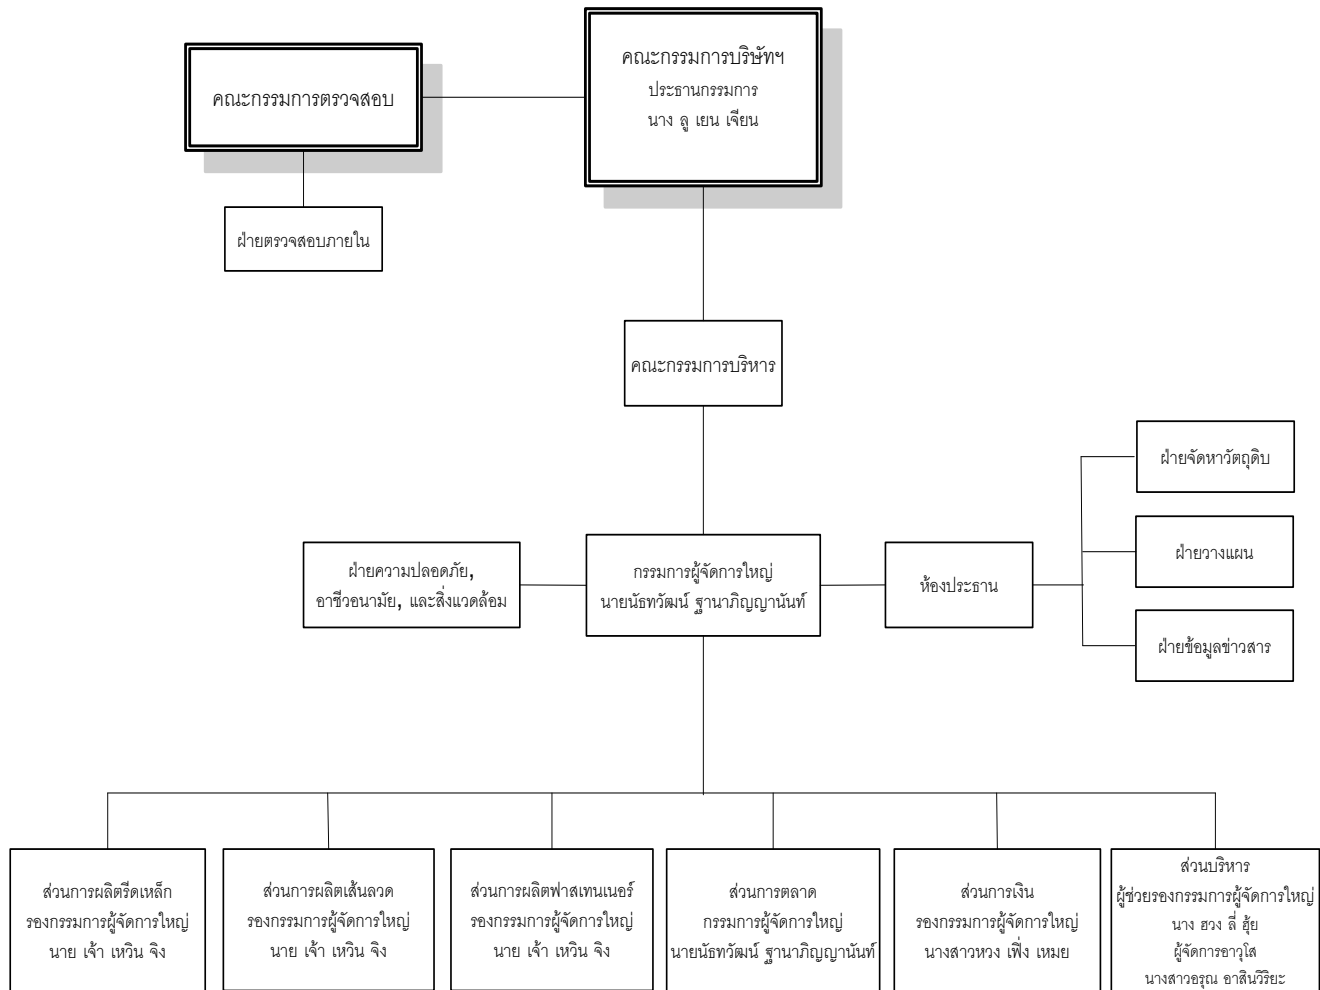 คณะกรรมการบริษัทฯ
ประธานกรรมการ
นาง ลู เยน เจียน
คณะกรรมการตรวจสอบ
ฝ่ายตรวจสอบภายใน
คณะกรรมการบริหาร
ฝ่ายจัดหาวัตถุดิบ
ฝ่ายวางแผน
ฝ่ายข้อมูลข่าวสาร
ฝ่ายความปลอดภัย,
อาชีวอนามัย, และสิ่งแวดล้อม
กรรมการผู้จัดการใหญ่
นายนัธทวัฒน์ ฐานาภิญญานันท์
ห้องประธาน
ส่วนการผลิตรีดเหล็ก
รองกรรมการผู้จัดการใหญ่
นาย เจ้า เหวิน จิง
ส่วนการผลิตเส้นลวด
รองกรรมการผู้จัดการใหญ่
นาย เจ้า เหวิน จิง
ส่วนการผลิตฟาสเทนเนอร์
รองกรรมการผู้จัดการใหญ่
นาย เจ้า เหวิน จิง
ส่วนการตลาด
กรรมการผู้จัดการใหญ่
นายนัธทวัฒน์ ฐานาภิญญานันท์
ส่วนการเงิน
รองกรรมการผู้จัดการใหญ่
นางสาวหวง เฟิ่ง เหมย
ส่วนบริหาร
ผู้ช่วยรองกรรมการผู้จัดการใหญ่
นาง ฮวง ลี่ ฮุ้ย
ผู้จัดการอาวุโส
นางสาวอรุณ อาสินวิริยะ